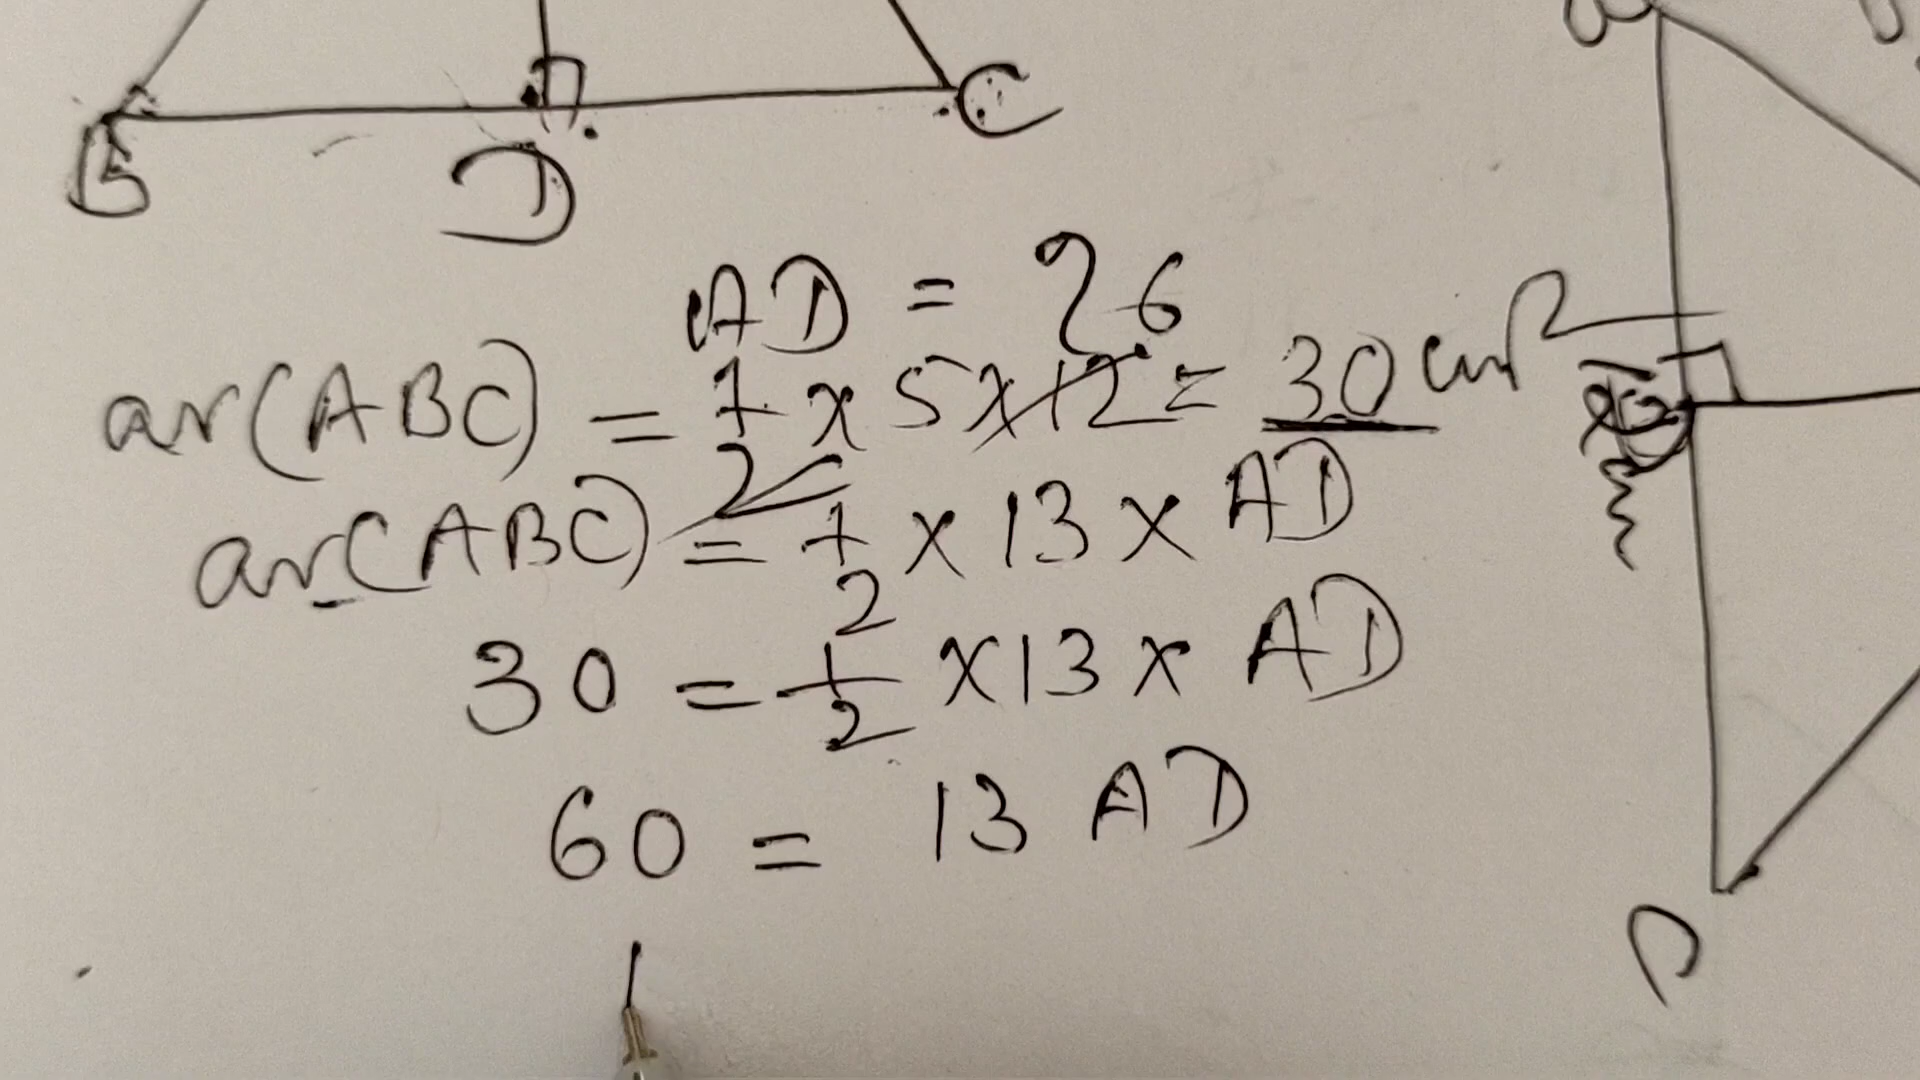 B D C
AD = ?
ar(ABC) = 1/2 x 5 x 12 6 = 30 cm²
ar(ABC) = 1/2 x 13 x AD
30 = 1/2 x 13 x AD
60 = 13 AD